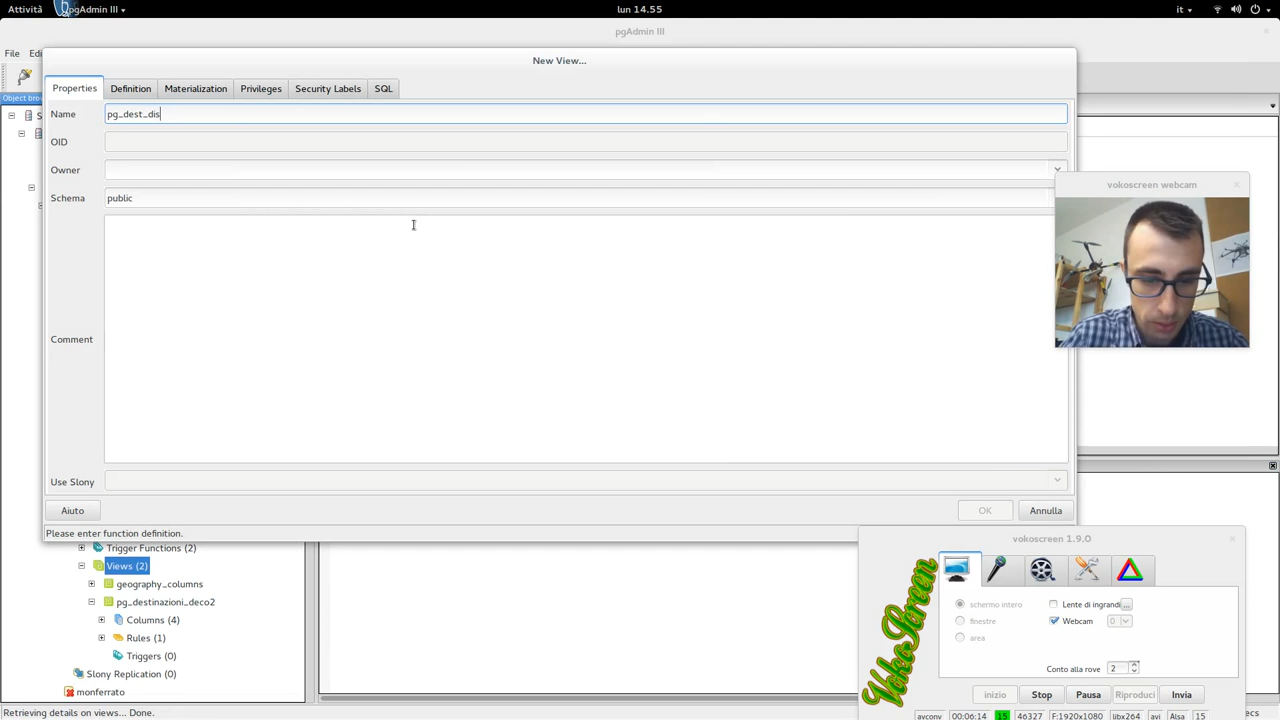 Attività
pgAdmin III
lun 14.55
it
pgAdmin III
File
New View...
Properties
Definition
Materialization
Privileges
Security Labels
SQL
Object
Name
pg_dest_dis
OID
Owner
Schema
public
vokoscreen webcam
Comment
Use Slony
Aiuto
OK
Annulla
Please enter function definition.
vokoscreen 1.9.0
Trigger Functions (2)
Views (2)
geography_columns
pg_destinazioni_deco2
Columns (4)
Rules (1)
Triggers (0)
Slony Replication (0)
monferrato
VokoScreen
schermo intero
Lente di ingrandi
...
finestre
Webcam
0
area
Conto alla rove
2
inizio
Stop
Pausa
Riproduci
Invia
Retrieving details on views... Done.
avconv
00:06:14
15
46327
F:1920x1080
libx264
avi
Alsa
15
ecs